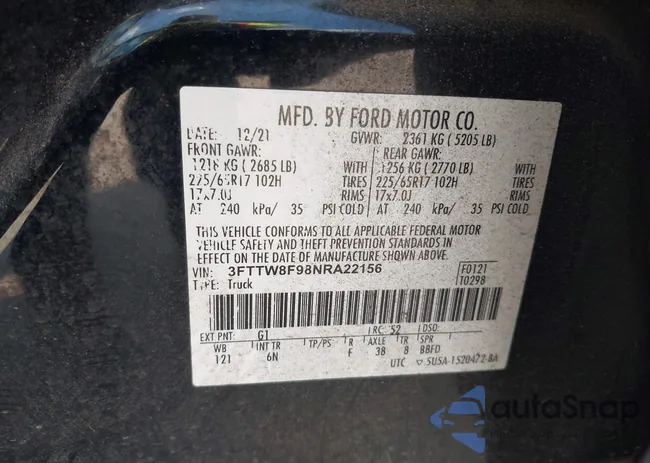 MFD. BY FORD MOTOR CO.
DATE: 12/21 GVWR: 2361 KG ( 5205 LB)
FRONT GAWR: REAR GAWR:
1218 KG ( 2685 LB) WITH 1256 KG ( 2770 LB) WITH
225/65R17 102H TIRES 225/65R17 102H TIRES
17x7.0J RIMS 17x7.0J RIMS
AT 240 kPa/ 35 PSI COLD AT 240 kPa/ 35 PSI COLD
THIS VEHICLE CONFORMS TO ALL APPLICABLE FEDERAL MOTOR
VEHICLE SAFETY AND THEFT PREVENTION STANDARDS IN
EFFECT ON THE DATE OF MANUFACTURE SHOWN ABOVE.
VIN: 3FTTW8F98NRA22156 F0121
TYPE: Truck T0298
EXT PNT: G1 RC: 52 DSO:
WB INT TR TP/PS R AXLE TR SPR
121 6N F 38 8 BBFD
UTC 5U5A-1520472-BA
autoSnap